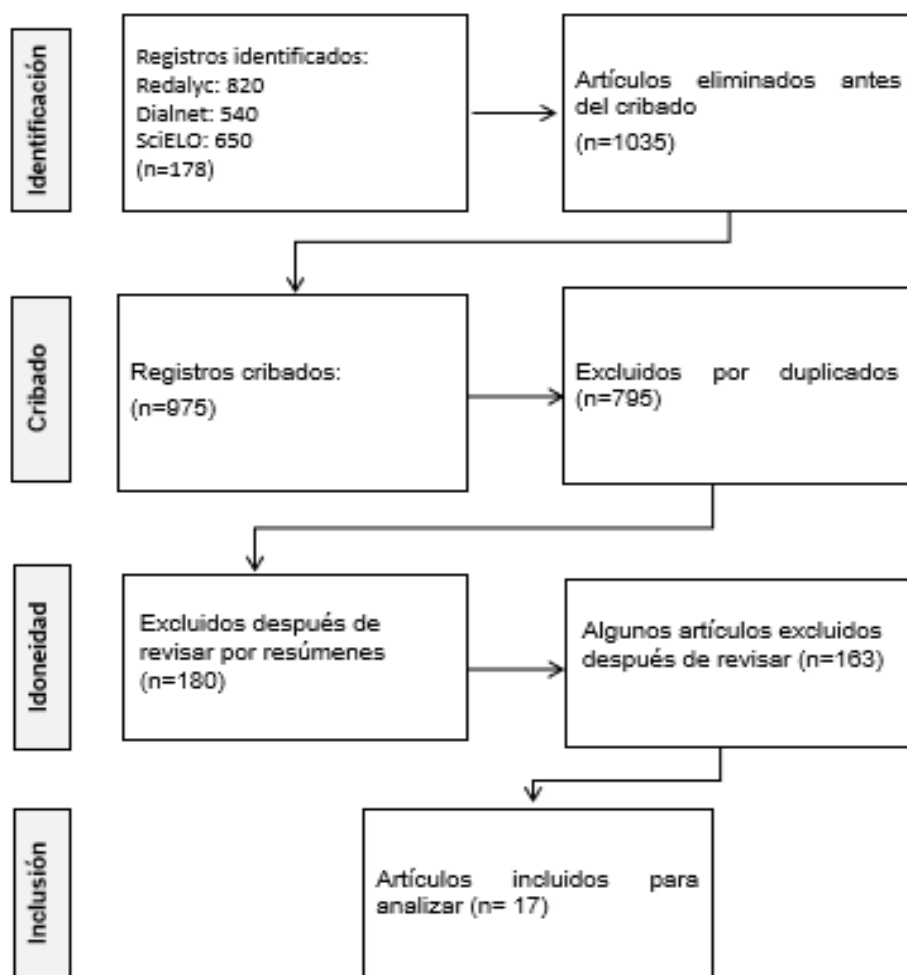 Identificación
Registros identificados:
Redalyc: 820
Dialnet: 540
SciELO: 650
(n=178)
Artículos eliminados antes
del cribado
(n=1035)
Cribado
Registros cribados:
(n=975)
Excluidos por duplicados
(n=795)
Idoneidad
Excluidos después de
revisar por resúmenes
(n=180)
Algunos artículos excluidos
después de revisar (n=163)
Inclusión
Artículos incluidos para
analizar (n= 17)